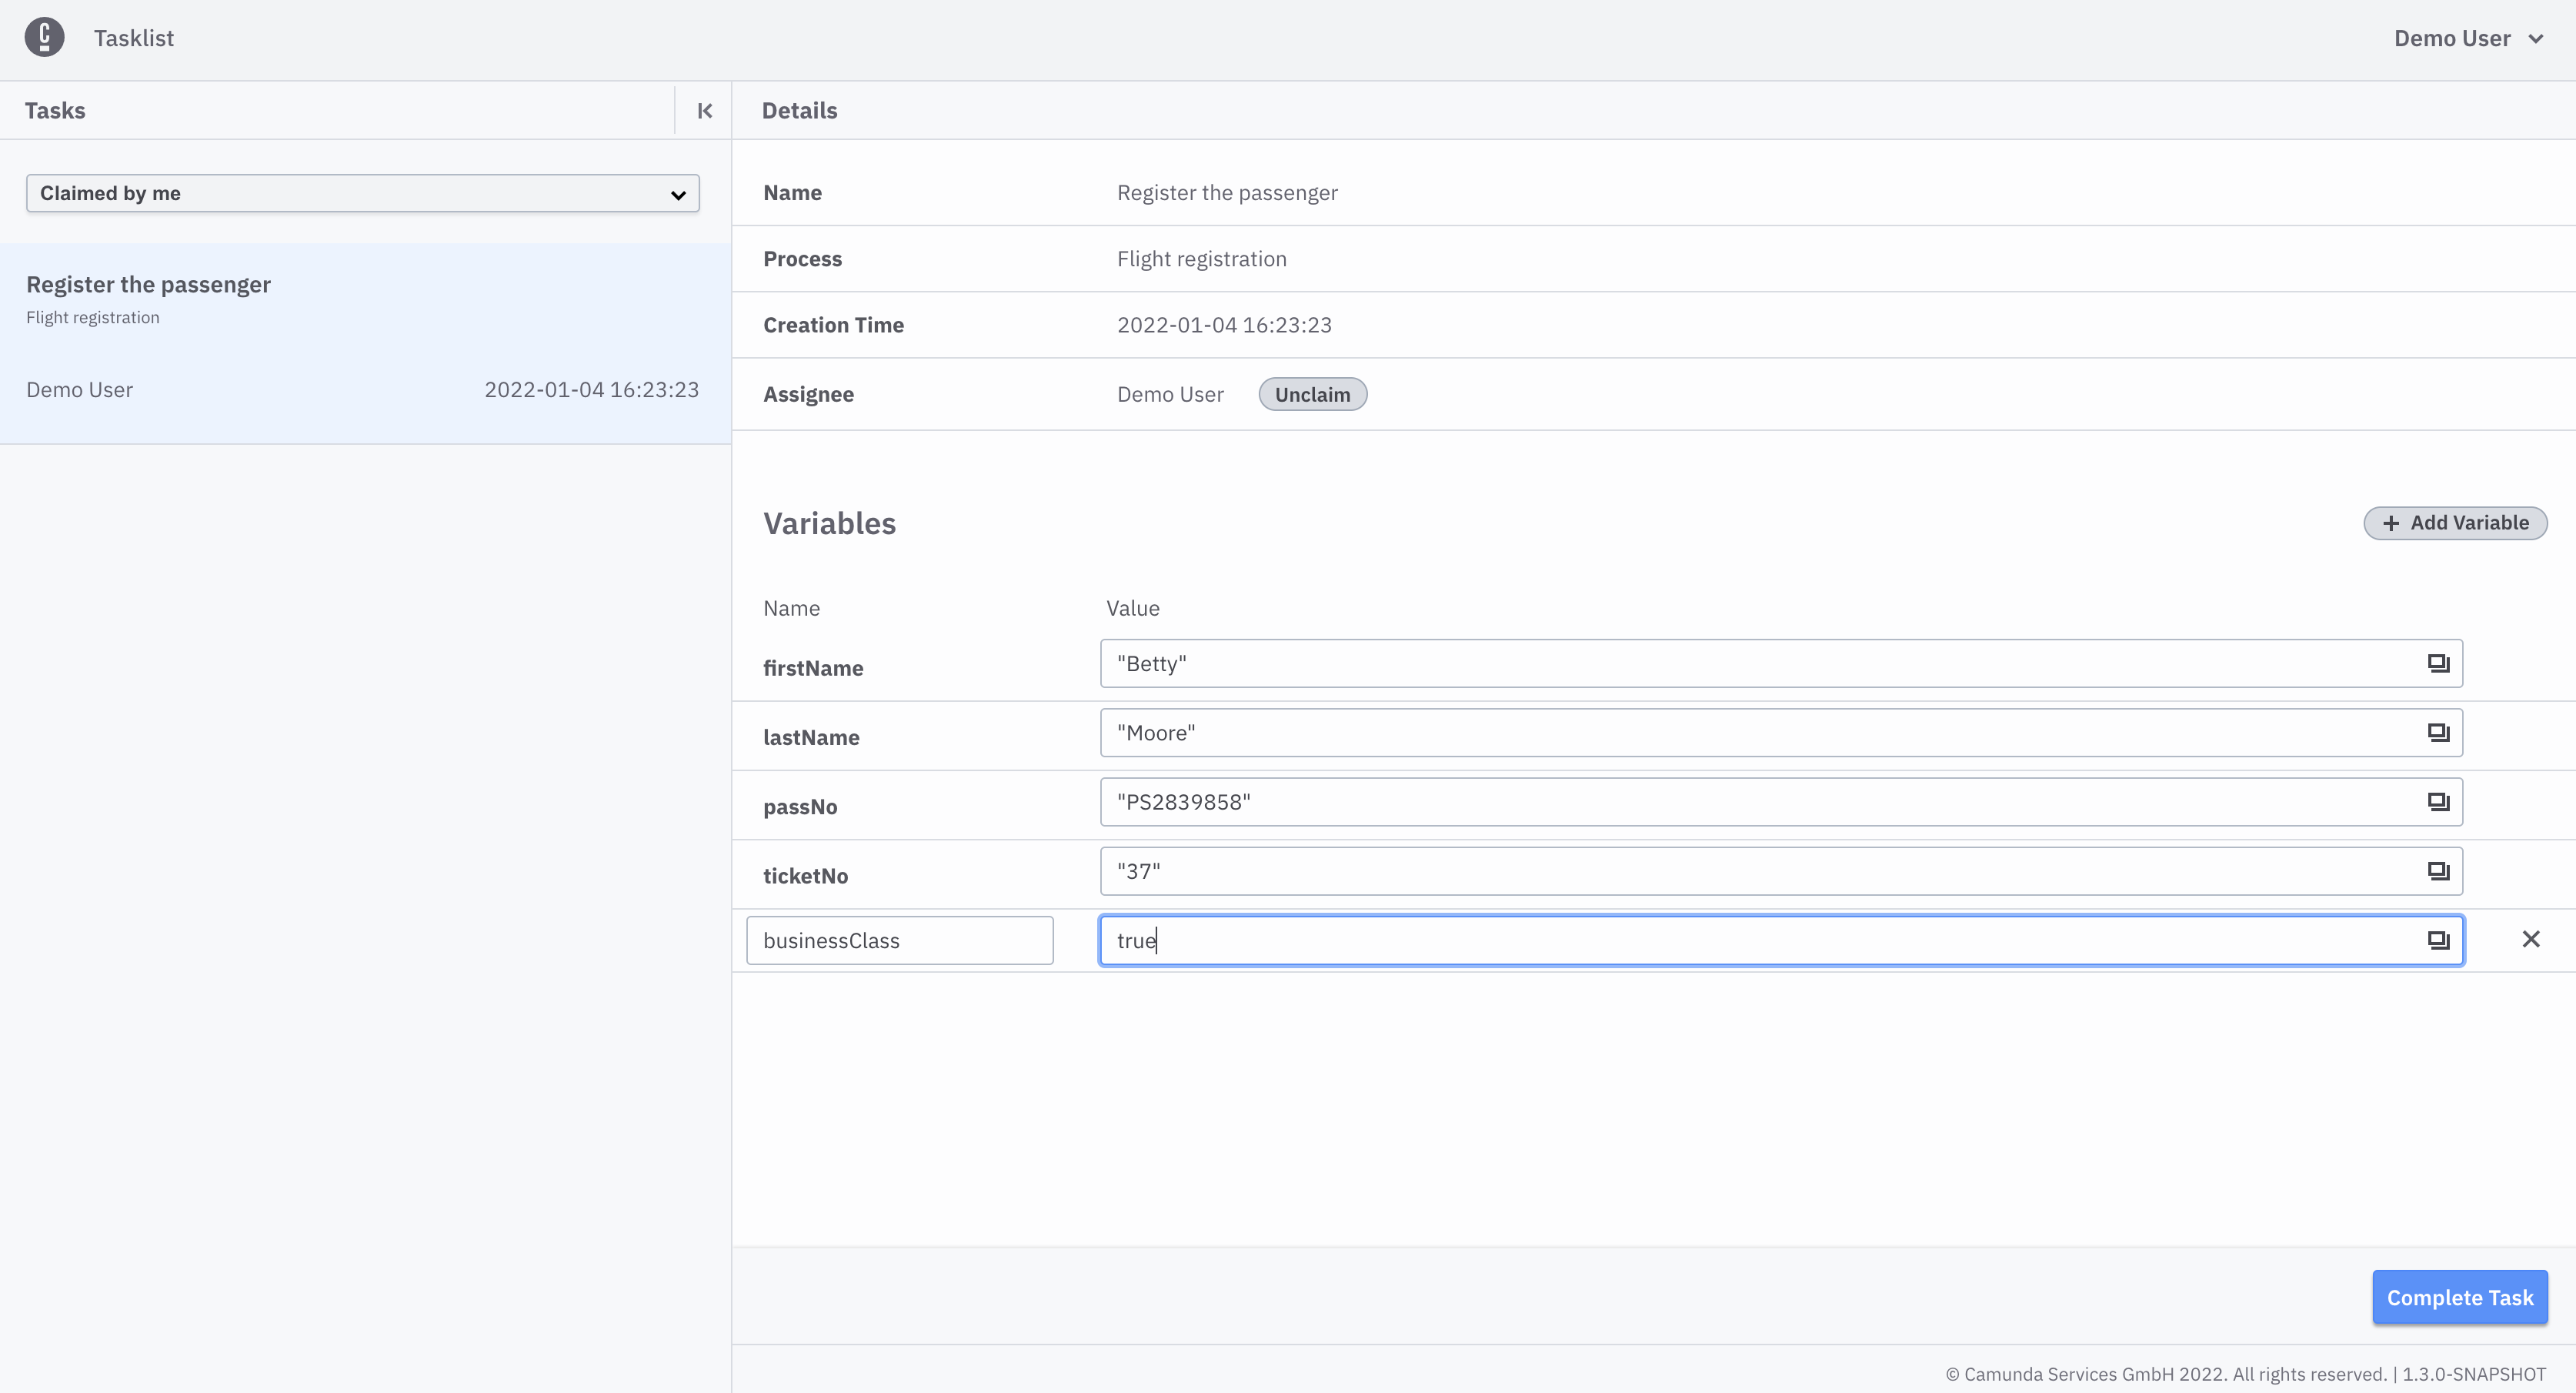 Tasklist
Demo User
Tasks
Details
Claimed by me
Register the passenger
Flight registration
Demo User 2022-01-04 16:23:23
Name Register the passenger
Process Flight registration
Creation Time 2022-01-04 16:23:23
Assignee Demo User Unclaim
Variables
Add Variable
Name Value
firstName "Betty"
lastName "Moore"
passNo "PS2839858"
ticketNo "37"
businessClass true
Complete Task
© Camunda Services GmbH 2022. All rights reserved. | 1.3.0-SNAPSHOT